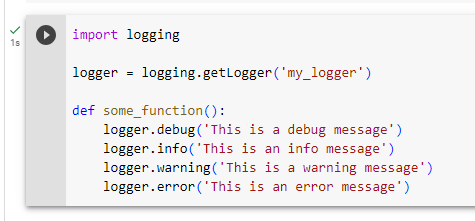 import logging
logger = logging.getLogger('my_logger')
def some_function():
    logger.debug('This is a debug message')
    logger.info('This is an info message')
    logger.warning('This is a warning message')
    logger.error('This is an error message')
1s